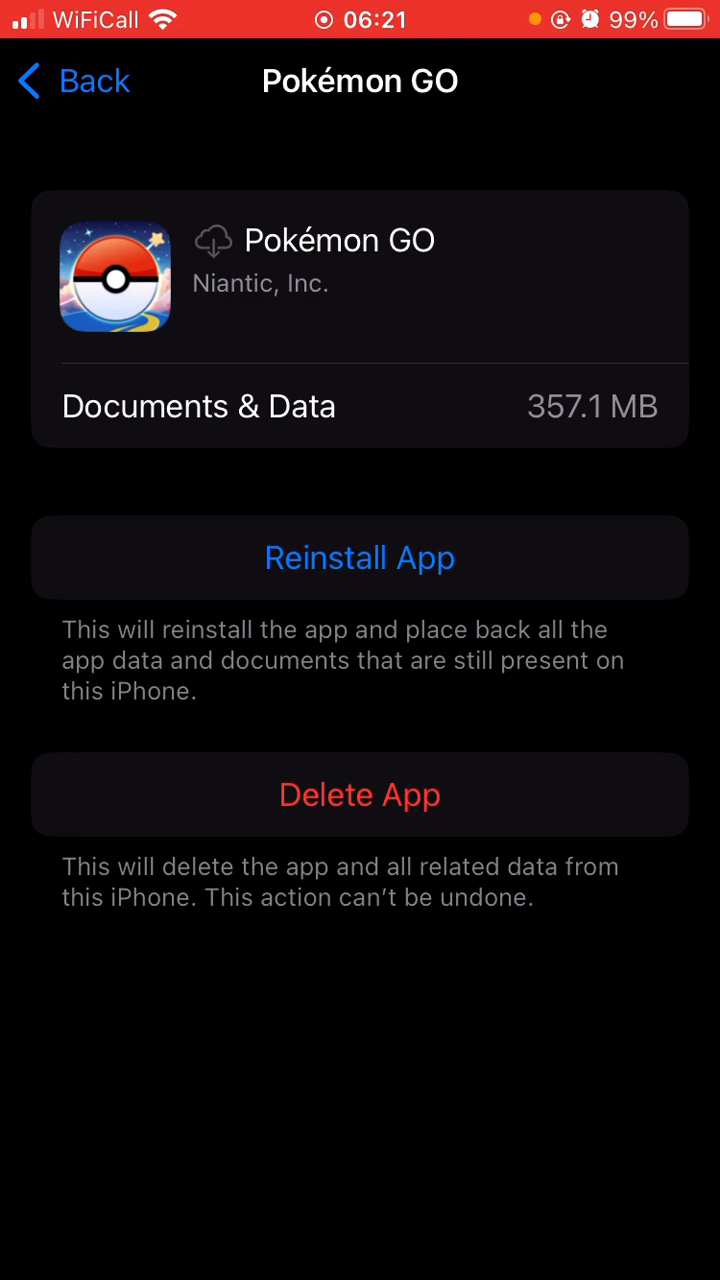 WiFiCall 06:21 99%
Back Pokémon GO
Pokémon GO
Niantic, Inc.
Documents & Data 357.1 MB
Reinstall App
This will reinstall the app and place back all the
app data and documents that are still present on
this iPhone.
Delete App
This will delete the app and all related data from
this iPhone. This action can’t be undone.